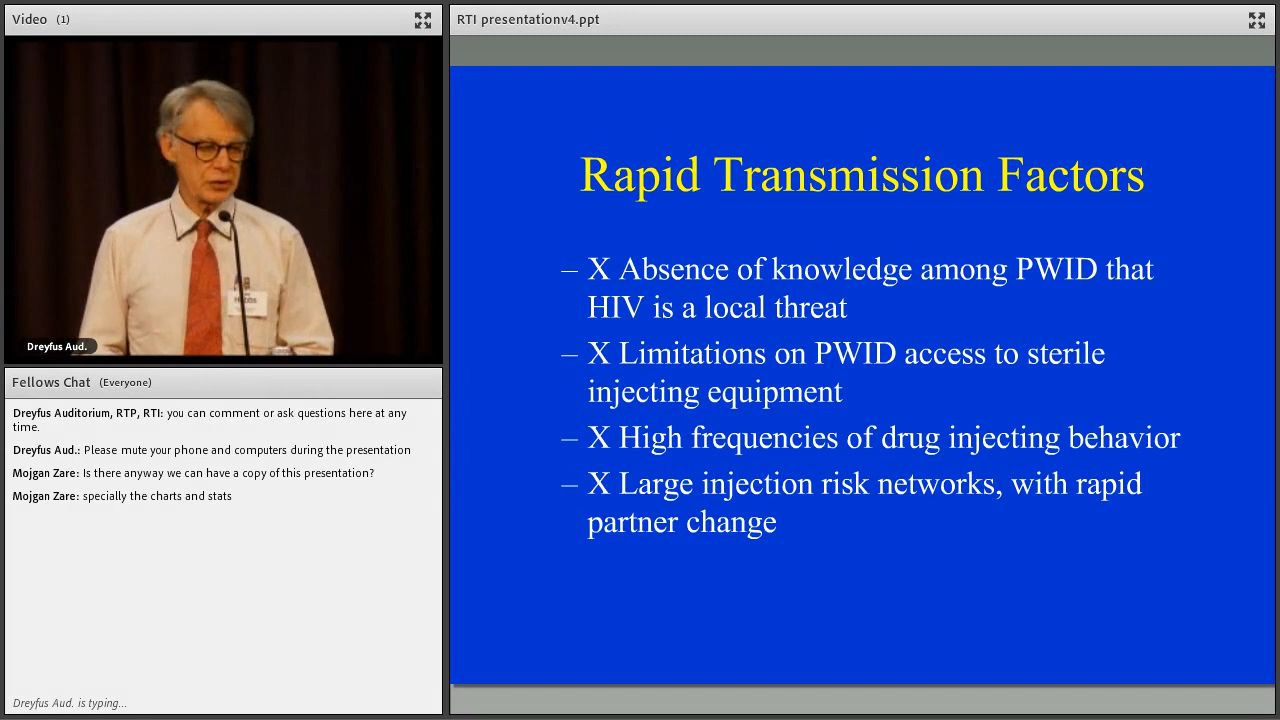 Video (1)
Dreyfus Aud.
Fellows Chat (Everyone)
Dreyfus Auditorium, RTP, RTI: you can comment or ask questions here at any
time.
Dreyfus Aud.: Please mute your phone and computers during the presentation
Mojgan Zare: Is there anyway we can have a copy of this presentation?
Mojgan Zare: specially the charts and stats
Dreyfus Aud. is typing...
RTI presentationv4.ppt
Rapid Transmission Factors
– X Absence of knowledge among PWID that
HIV is a local threat
– X Limitations on PWID access to sterile
injecting equipment
– X High frequencies of drug injecting behavior
– X Large injection risk networks, with rapid
partner change